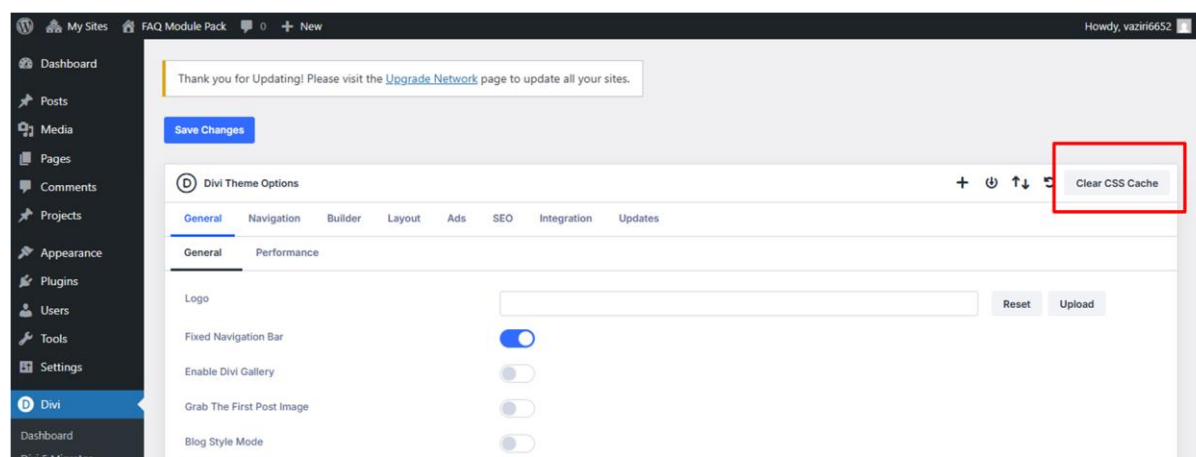 My Sites FAQ Module Pack 0 New Howdy, vaziri6652
Dashboard
Posts
Media
Pages
Comments
Projects
Appearance
Plugins
Users
Tools
Settings
Divi
Dashboard
Thank you for Updating! Please visit the Upgrade Network page to update all your sites.
Save Changes
D Divi Theme Options Clear CSS Cache
General Navigation Builder Layout Ads SEO Integration Updates
General Performance
Logo Reset Upload
Fixed Navigation Bar
Enable Divi Gallery
Grab The First Post Image
Blog Style Mode